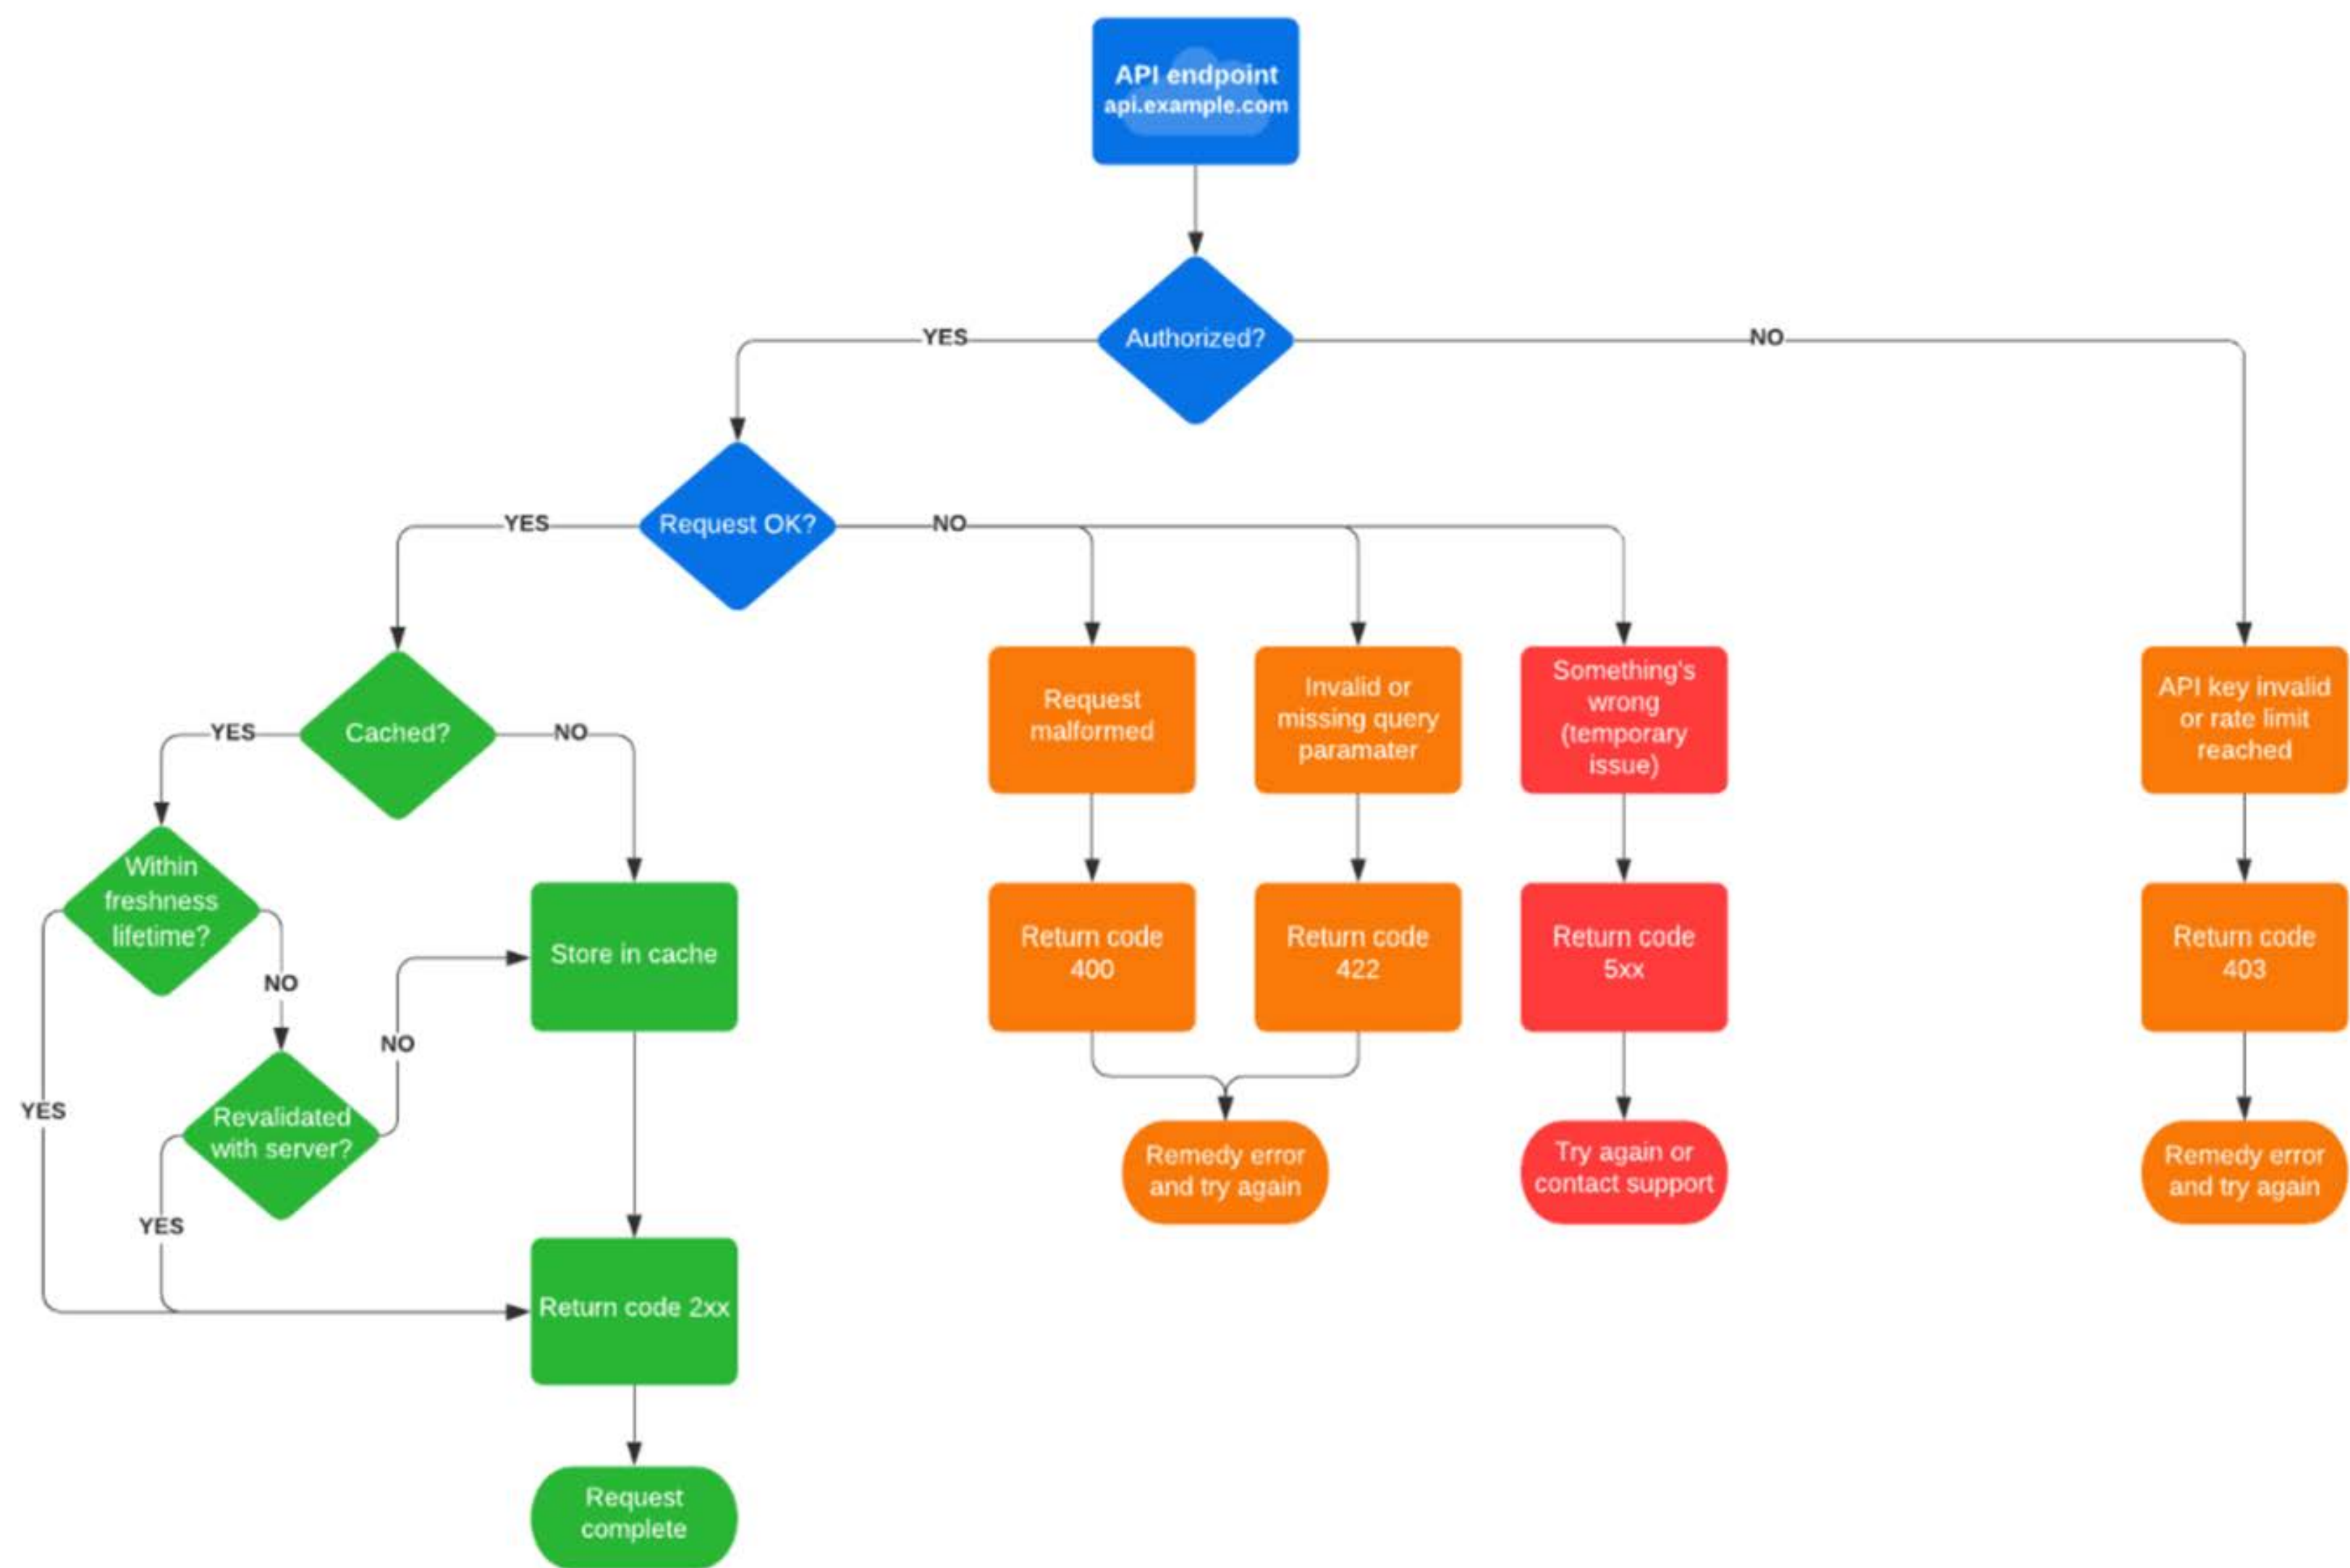 API endpoint
api.example.com
Authorized?
YES
NO
Request OK?
YES
NO
Cached?
YES
NO
Request
malformed
Invalid or
missing query
paramater
Something's
wrong
(temporary
issue)
API key invalid
or rate limit
reached
Within
freshness
lifetime?
YES
NO
Store in cache
Return code
400
Return code
422
Return code
5xx
Return code
403
Revalidated
with server?
NO
YES
Remedy error
and try again
Try again or
contact support
Remedy error
and try again
Return code 2xx
Request
complete